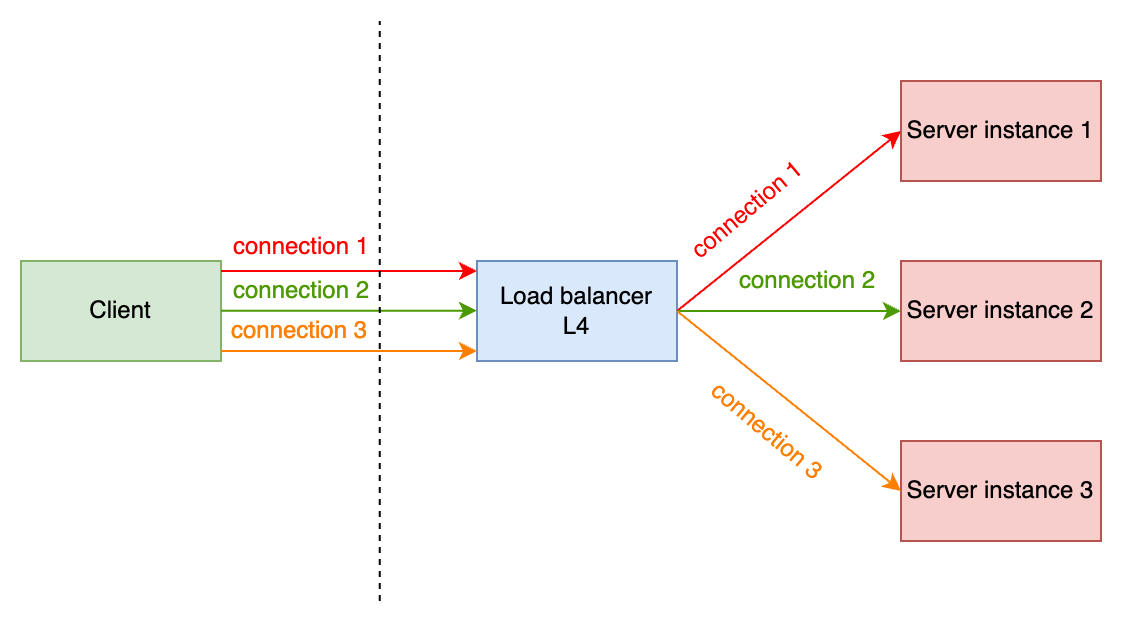 Server instance 1
connection 1
connection 1
connection 2
connection 2
Client
connection 3
Load balancer
L4
Server instance 2
connection 3
Server instance 3